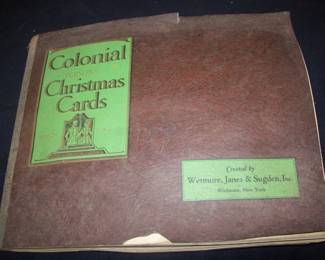 Colonial
Christmas
Cards
Created by
Wetmore, Janes & Sugden, Inc.
Rochester, New York